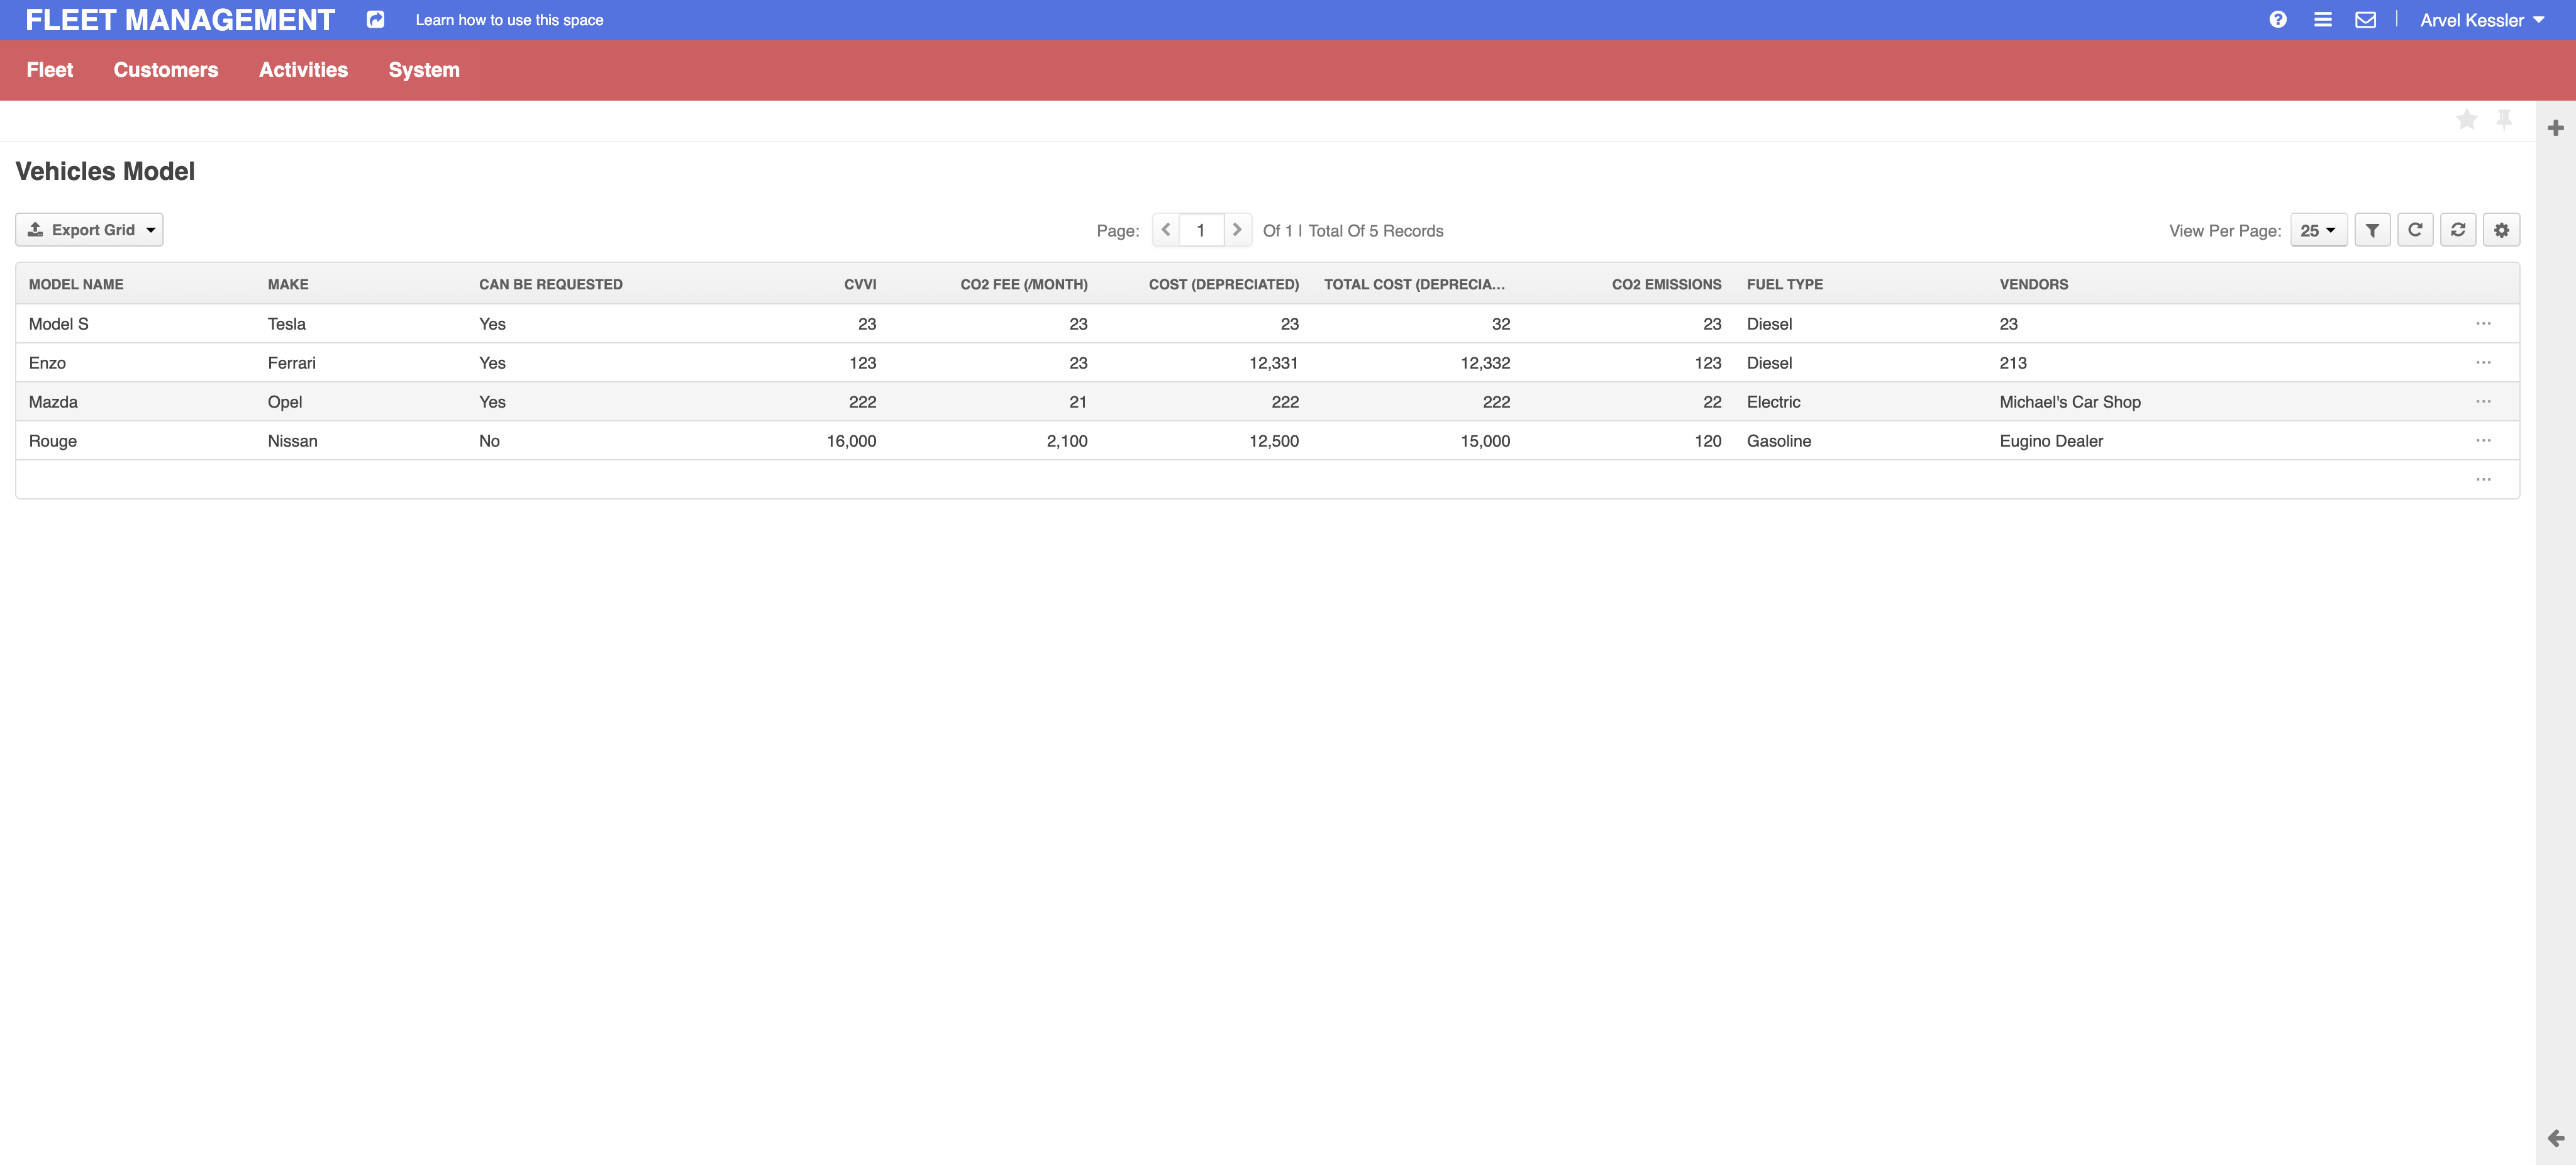 FLEET MANAGEMENT Learn how to use this space Arvel Kessler
Fleet Customers Activities System
Vehicles Model
Export Grid Page: 1 Of 1 | Total Of 5 Records View Per Page: 25
MODEL NAME MAKE CAN BE REQUESTED CVVI CO2 FEE (/MONTH) COST (DEPRECIATED) TOTAL COST (DEPRECIA... CO2 EMISSIONS FUEL TYPE VENDORS
Model S Tesla Yes 23 23 23 32 23 Diesel 23
Enzo Ferrari Yes 123 23 12,331 12,332 123 Diesel 213
Mazda Opel Yes 222 21 222 222 22 Electric Michael's Car Shop
Rouge Nissan No 16,000 2,100 12,500 15,000 120 Gasoline Eugino Dealer